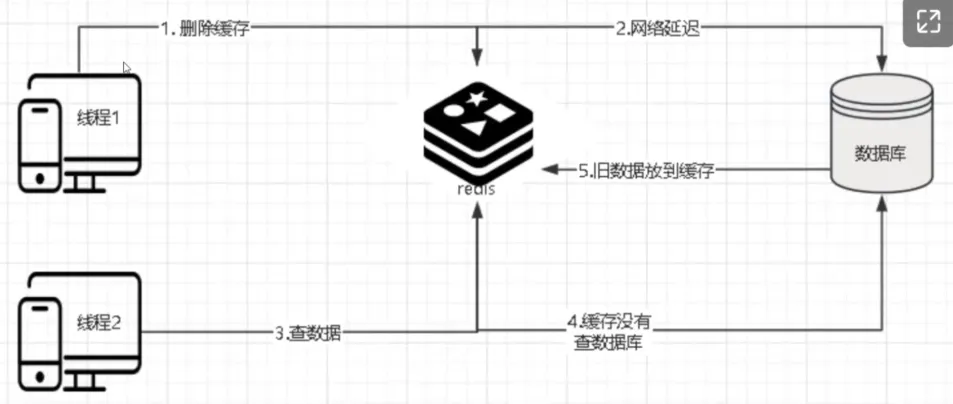 1. 删除缓存
2.网络延迟
线程1
数据库
5.旧数据放到缓存
redis
线程2
3.查数据
4.缓存没有
查数据库